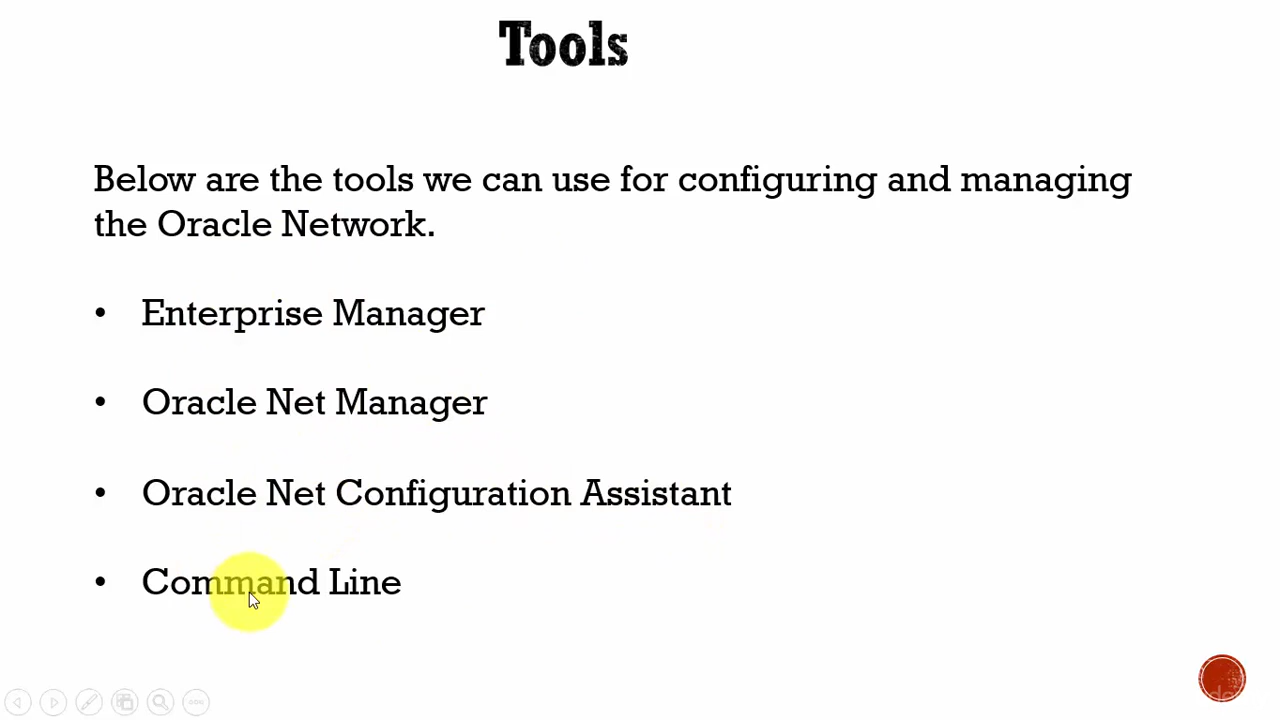 Tools
Below are the tools we can use for configuring and managing
the Oracle Network.
• Enterprise Manager
• Oracle Net Manager
• Oracle Net Configuration Assistant
• Command Line